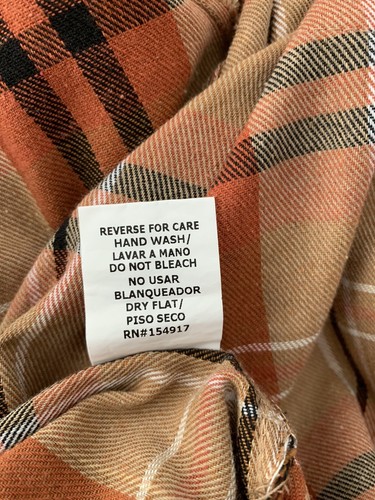 REVERSE FOR CARE
HAND WASH/
LAVAR A MANO
DO NOT BLEACH
NO USAR
BLANQUEADOR
DRY FLAT/
PISO SECO
RN#154917